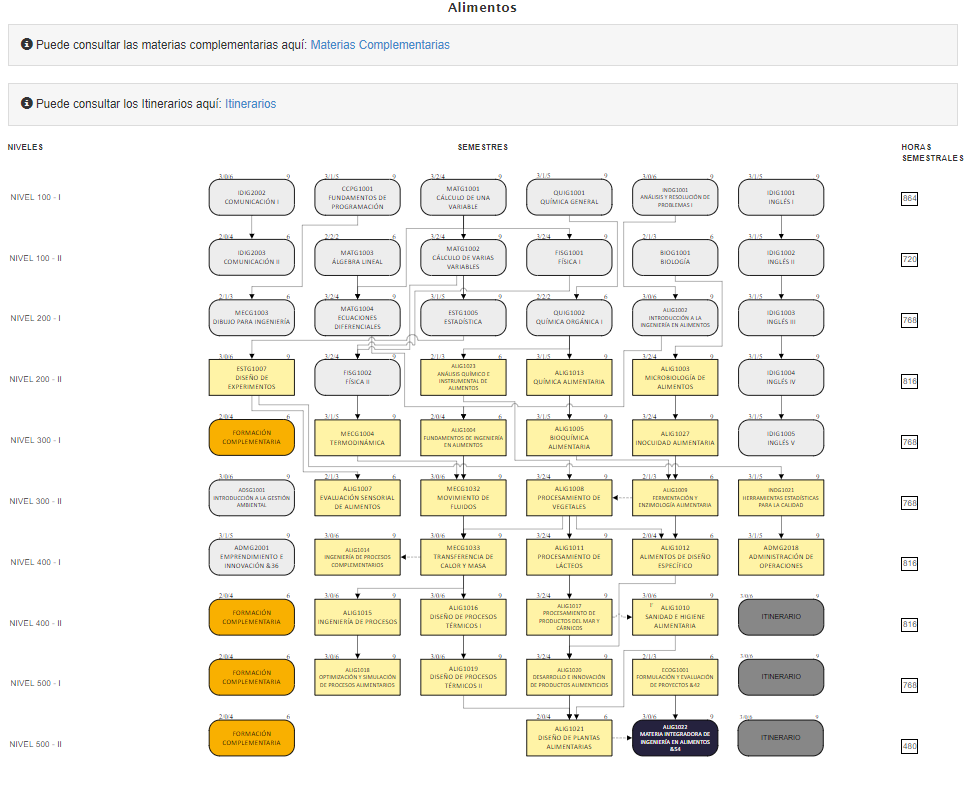 Alimentos
Puede consultar las materias complementarias aquí: Materias Complementarias
Puede consultar los Itinerarios aquí: Itinerarios
NIVELES
SEMESTRES
HORAS
SEMESTRALES
NIVEL 100 - I
3/0/6 9
IDIG2002
COMUNICACIÓN I
3/1/5 9
CCPG1001
FUNDAMENTOS DE
PROGRAMACIÓN
3/2/4 9
MATG1001
CÁLCULO DE UNA
VARIABLE
3/1/5 9
QUIG1001
QUÍMICA GENERAL
3/0/6 9
INDG1001
ANÁLISIS Y RESOLUCIÓN DE
PROBLEMAS I
3/1/5 9
IDIG1001
INGLÉS I
864
NIVEL 100 - II
2/0/4 6
IDIG2003
COMUNICACIÓN II
2/2/2 6
MATG1003
ÁLGEBRA LINEAL
3/2/4 9
MATG1002
CÁLCULO DE VARIAS
VARIABLES
3/2/4 9
FISG1001
FÍSICA I
2/1/3 6
BIOG1001
BIOLOGÍA
3/1/5 9
IDIG1002
INGLÉS II
720
NIVEL 200 - I
2/1/3 6
MECG1003
DIBUJO PARA INGENIERÍA
3/2/4 9
MATG1004
ECUACIONES
DIFERENCIALES
3/1/5 9
ESTG1005
ESTADÍSTICA
2/2/2 6
QUIG1002
QUÍMICA ORGÁNICA I
3/0/6 9
ALIG1002
INTRODUCCIÓN A LA
INGENIERÍA EN ALIMENTOS
3/1/5 9
IDIG1003
INGLÉS III
768
NIVEL 200 - II
3/0/6 9
ESTG1007
DISEÑO DE
EXPERIMENTOS
3/2/4 9
FISG1002
FÍSICA II
2/1/3 6
ALIG1023
ANÁLISIS QUÍMICO E
INSTRUMENTAL DE
ALIMENTOS
3/1/5 9
ALIG1013
QUÍMICA ALIMENTARIA
3/2/4 9
ALIG1003
MICROBIOLOGÍA DE
ALIMENTOS
3/1/5 9
IDIG1004
INGLÉS IV
816
NIVEL 300 - I
2/0/4 6
FORMACIÓN
COMPLEMENTARIA
3/1/5 9
MECG1004
TERMODINÁMICA
2/0/4 6
ALIG1004
FUNDAMENTOS DE INGENIERÍA
EN ALIMENTOS
3/1/5 9
ALIG1005
BIOQUÍMICA
ALIMENTARIA
3/2/4 9
ALIG1027
INOCUIDAD ALIMENTARIA
3/1/5 9
IDIG1005
INGLÉS V
768
NIVEL 300 - II
3/0/6 9
ADSG1001
INTRODUCCIÓN A LA GESTIÓN
AMBIENTAL
2/1/3 6
ALIG1007
EVALUACIÓN SENSORIAL
DE ALIMENTOS
3/0/6 9
MECG1032
MOVIMIENTO DE
FLUIDOS
3/2/4 9
ALIG1008
PROCESAMIENTO DE
VEGETALES
2/1/3 6
ALIG1009
FERMENTACIÓN Y
ENZIMOLOGÍA ALIMENTARIA
3/1/5 9
INDG1021
HERRAMIENTAS ESTADÍSTICAS
PARA LA CALIDAD
768
NIVEL 400 - I
3/1/5 9
ADMG2001
EMPRENDIMIENTO E
INNOVACIÓN &36
3/0/6 9
ALIG1014
INGENIERÍA DE PROCESOS
COMPLEMENTARIOS
3/0/6 9
MECG1033
TRANSFERENCIA DE
CALOR Y MASA
3/2/4 9
ALIG1011
PROCESAMIENTO DE
LÁCTEOS
2/0/4 6
ALIG1012
ALIMENTOS DE DISEÑO
ESPECÍFICO
3/1/5 9
ADMG2018
ADMINISTRACIÓN DE
OPERACIONES
816
NIVEL 400 - II
2/0/4 6
FORMACIÓN
COMPLEMENTARIA
3/0/6 9
ALIG1015
INGENIERÍA DE PROCESOS
3/0/6 9
ALIG1016
DISEÑO DE PROCESOS
TÉRMICOS I
3/2/4 9
ALIG1017
PROCESAMIENTO DE
PRODUCTOS DEL MAR Y
CÁRNICOS
3/0/6 9
P
ALIG1010
SANIDAD E HIGIENE
ALIMENTARIA
3/0/6 9
ITINERARIO
816
NIVEL 500 - I
2/0/4 6
FORMACIÓN
COMPLEMENTARIA
3/0/6 9
ALIG1018
OPTIMIZACIÓN Y SIMULACIÓN
DE PROCESOS ALIMENTARIOS
3/0/6 9
ALIG1019
DISEÑO DE PROCESOS
TÉRMICOS II
3/2/4 9
ALIG1020
DESARROLLO E INNOVACIÓN
DE PRODUCTOS ALIMENTICIOS
2/1/3 6
ECOG1001
FORMULACIÓN Y EVALUACIÓN
DE PROYECTOS &42
3/0/6 9
ITINERARIO
768
NIVEL 500 - II
2/0/4 6
FORMACIÓN
COMPLEMENTARIA
2/0/4 6
ALIG1021
DISEÑO DE PLANTAS
ALIMENTARIAS
3/0/6 9
ALIG1022
MATERIA INTEGRADORA DE
INGENIERÍA EN ALIMENTOS
&54
3/0/6 9
ITINERARIO
480